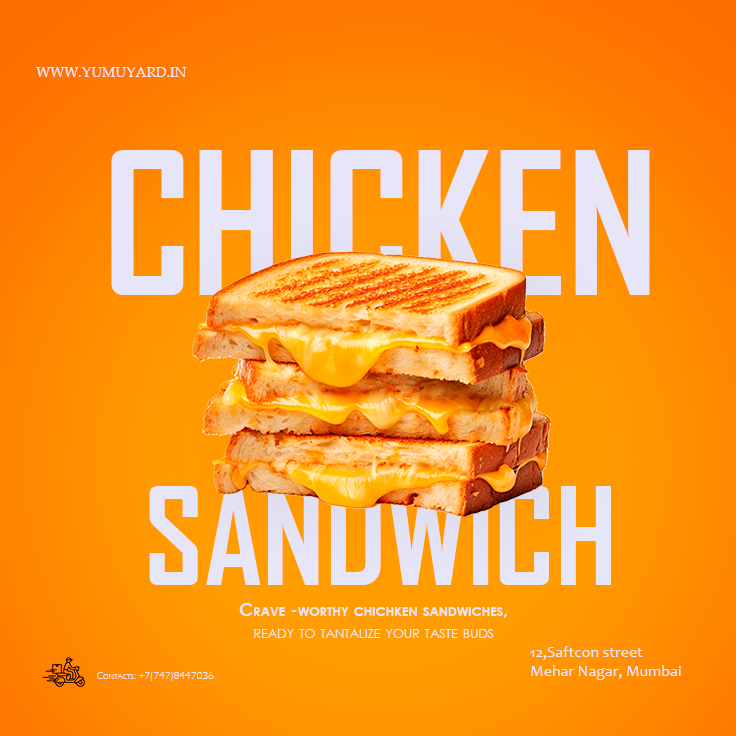 WWW.YUMUYARD.IN
CHICKEN
SANDWICH
Crave -worthy chichken sandwiches,
ready to tantalize your taste buds
12,Saftcon street
Mehar Nagar, Mumbai
Contacts: +7(747)8447036